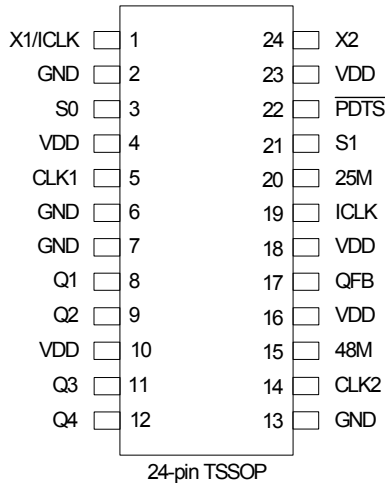 X1/ICLK 1 24 X2
GND 2 23 VDD
S0 3 22 PDTS
VDD 4 21 S1
CLK1 5 20 25M
GND 6 19 ICLK
GND 7 18 VDD
Q1 8 17 QFB
Q2 9 16 VDD
VDD 10 15 48M
Q3 11 14 CLK2
Q4 12 13 GND
24-pin TSSOP